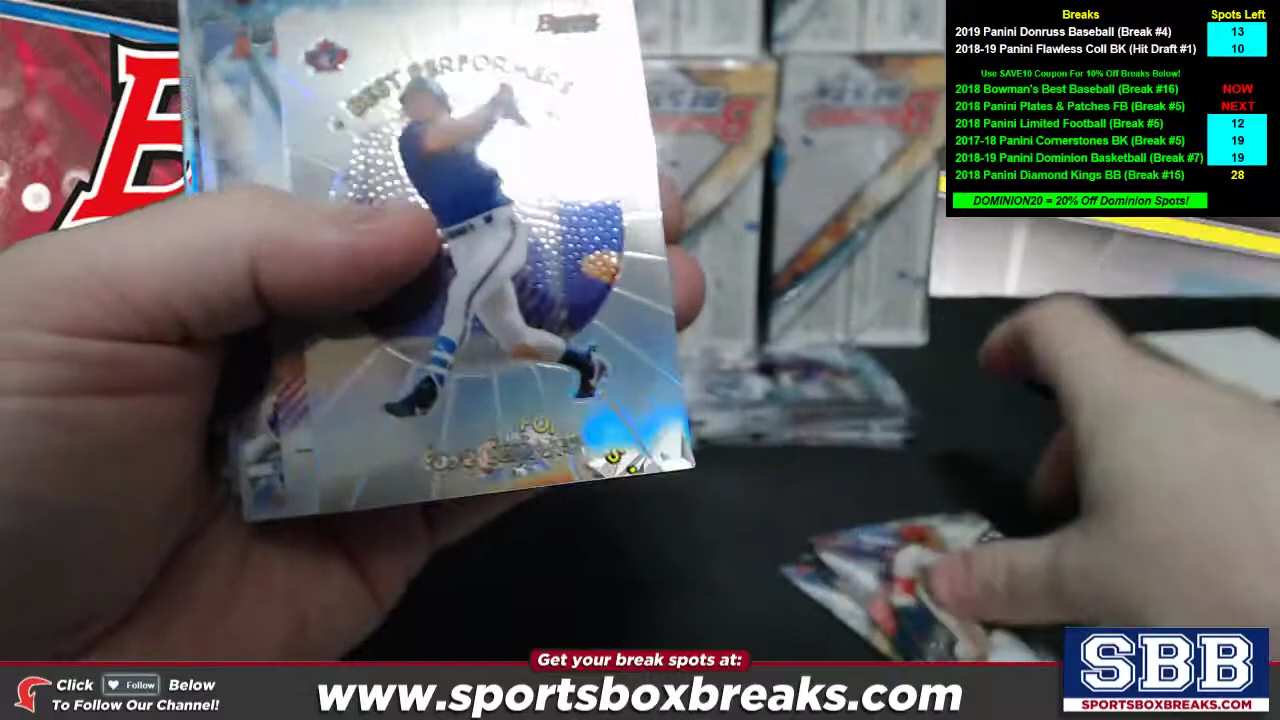 BEST PERFORMERS
Breaks Spots Left
2019 Panini Donruss Baseball (Break #4) 13
2018-19 Panini Flawless Coll BK (Hit Draft #1) 10
Use SAVE10 Coupon For 10% Off Breaks Below!
2018 Bowman's Best Baseball (Break #16) NOW
2018 Panini Plates & Patches FB (Break #5) NEXT
2018 Panini Limited Football (Break #5) 12
2017-18 Panini Cornerstones BK (Break #5) 19
2018-19 Panini Dominion Basketball (Break #7) 19
2018 Panini Diamond Kings BB (Break #15) 28
DOMINION20 = 20% Off Dominion Spots!
Get your break spots at:
Click Follow Below
To Follow Our Channel!
www.sportsboxbreaks.com
SBB
SPORTSBOXBREAKS.COM